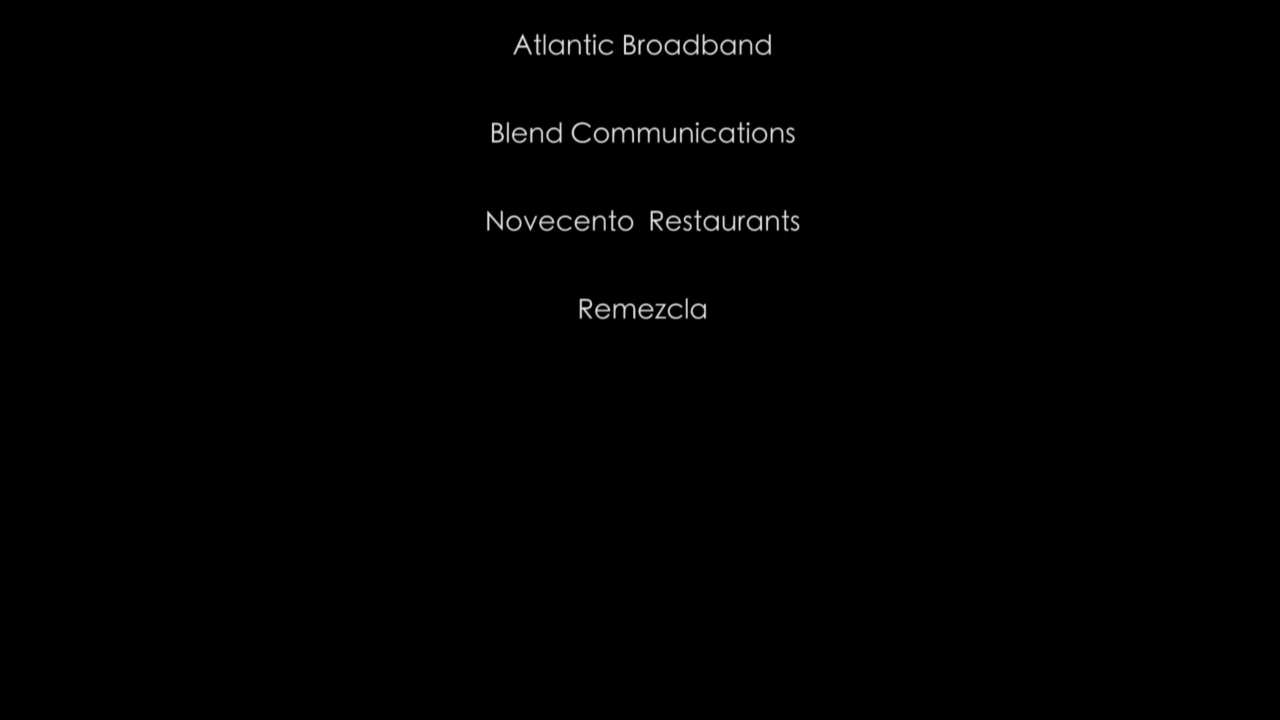 Atlantic Broadband
Blend Communications
Novecento  Restaurants
Remezcla